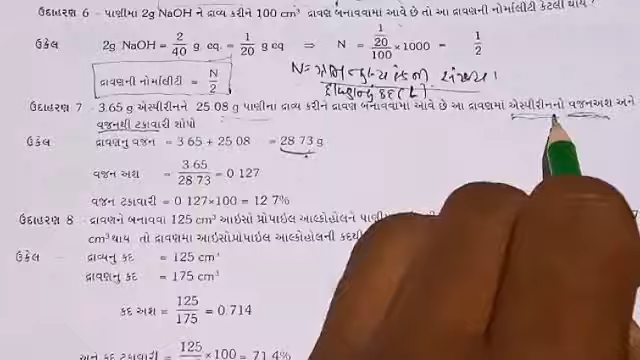 ઉદાહરણ 6 - પાણીમાં 2g NaOH ને દ્રાવ્ય કરીને 100 cm³ દ્રાવણ બનાવવામાં આવે છે તો આ દ્રાવણની નોર્માલીટી કેટલી થાય ?
ઉકેલ 2g NaOH = 2/40 g eq = 1/20 g eq ⇒ N = (1/20)/100 × 1000 = 1/2
દ્રાવણની નોર્માલીટી = N/2
N =
ઉદાહરણ 7 - 3.65 g એસ્પીરીનને 25.08 g પાણીના દ્રાવ્ય કરીને દ્રાવણ બનાવવામાં આવે છે આ દ્રાવણમાં એસ્પીરીનનો વજનઅંશ અને
વજનથી ટકાવારી શોધો
ઉકેલ દ્રાવણનુ વજન = 3 65 + 25 08 = 28 73 g
વજન અંશ = 3.65/28 73 = 0 127
વજન ટકાવારી = 0 127×100 = 12 7%
ઉદાહરણ 8 - દ્રાવણને બનાવવા 125 cm³ આઇસો પ્રોપાઇલ આલ્કોહોલને
cm³ થાય તો દ્રાવણમાં આઇસોપ્રોપાઇલ આલ્કોહોલની કદથી
ઉકેલ દ્રાવ્યનુ કદ = 125 cm³
દ્રાવણનુ કદ = 175 cm³
કદ અંશ = 125/175 = 0.714
અને કદ ટકાવારી = 125 × 100 = 71 4%